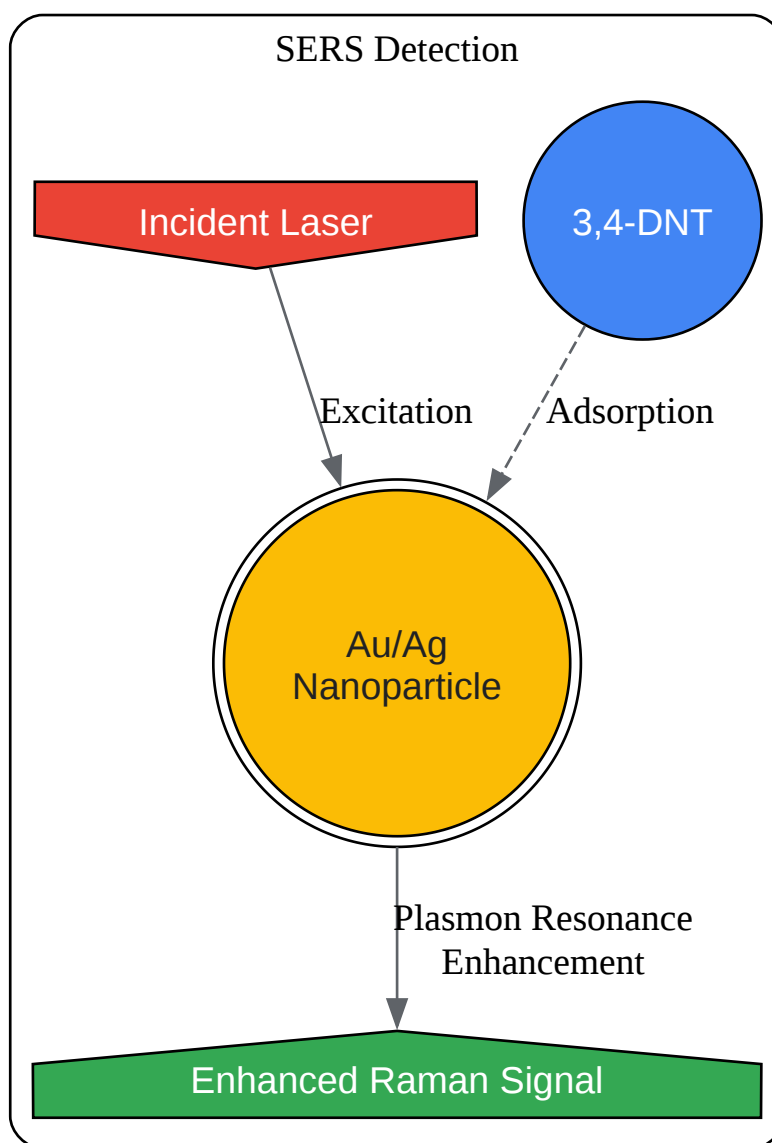 SERS Detection
Incident Laser
3,4-DNT
Excitation
Adsorption
Au/Ag
Nanoparticle
Plasmon Resonance
Enhancement
Enhanced Raman Signal